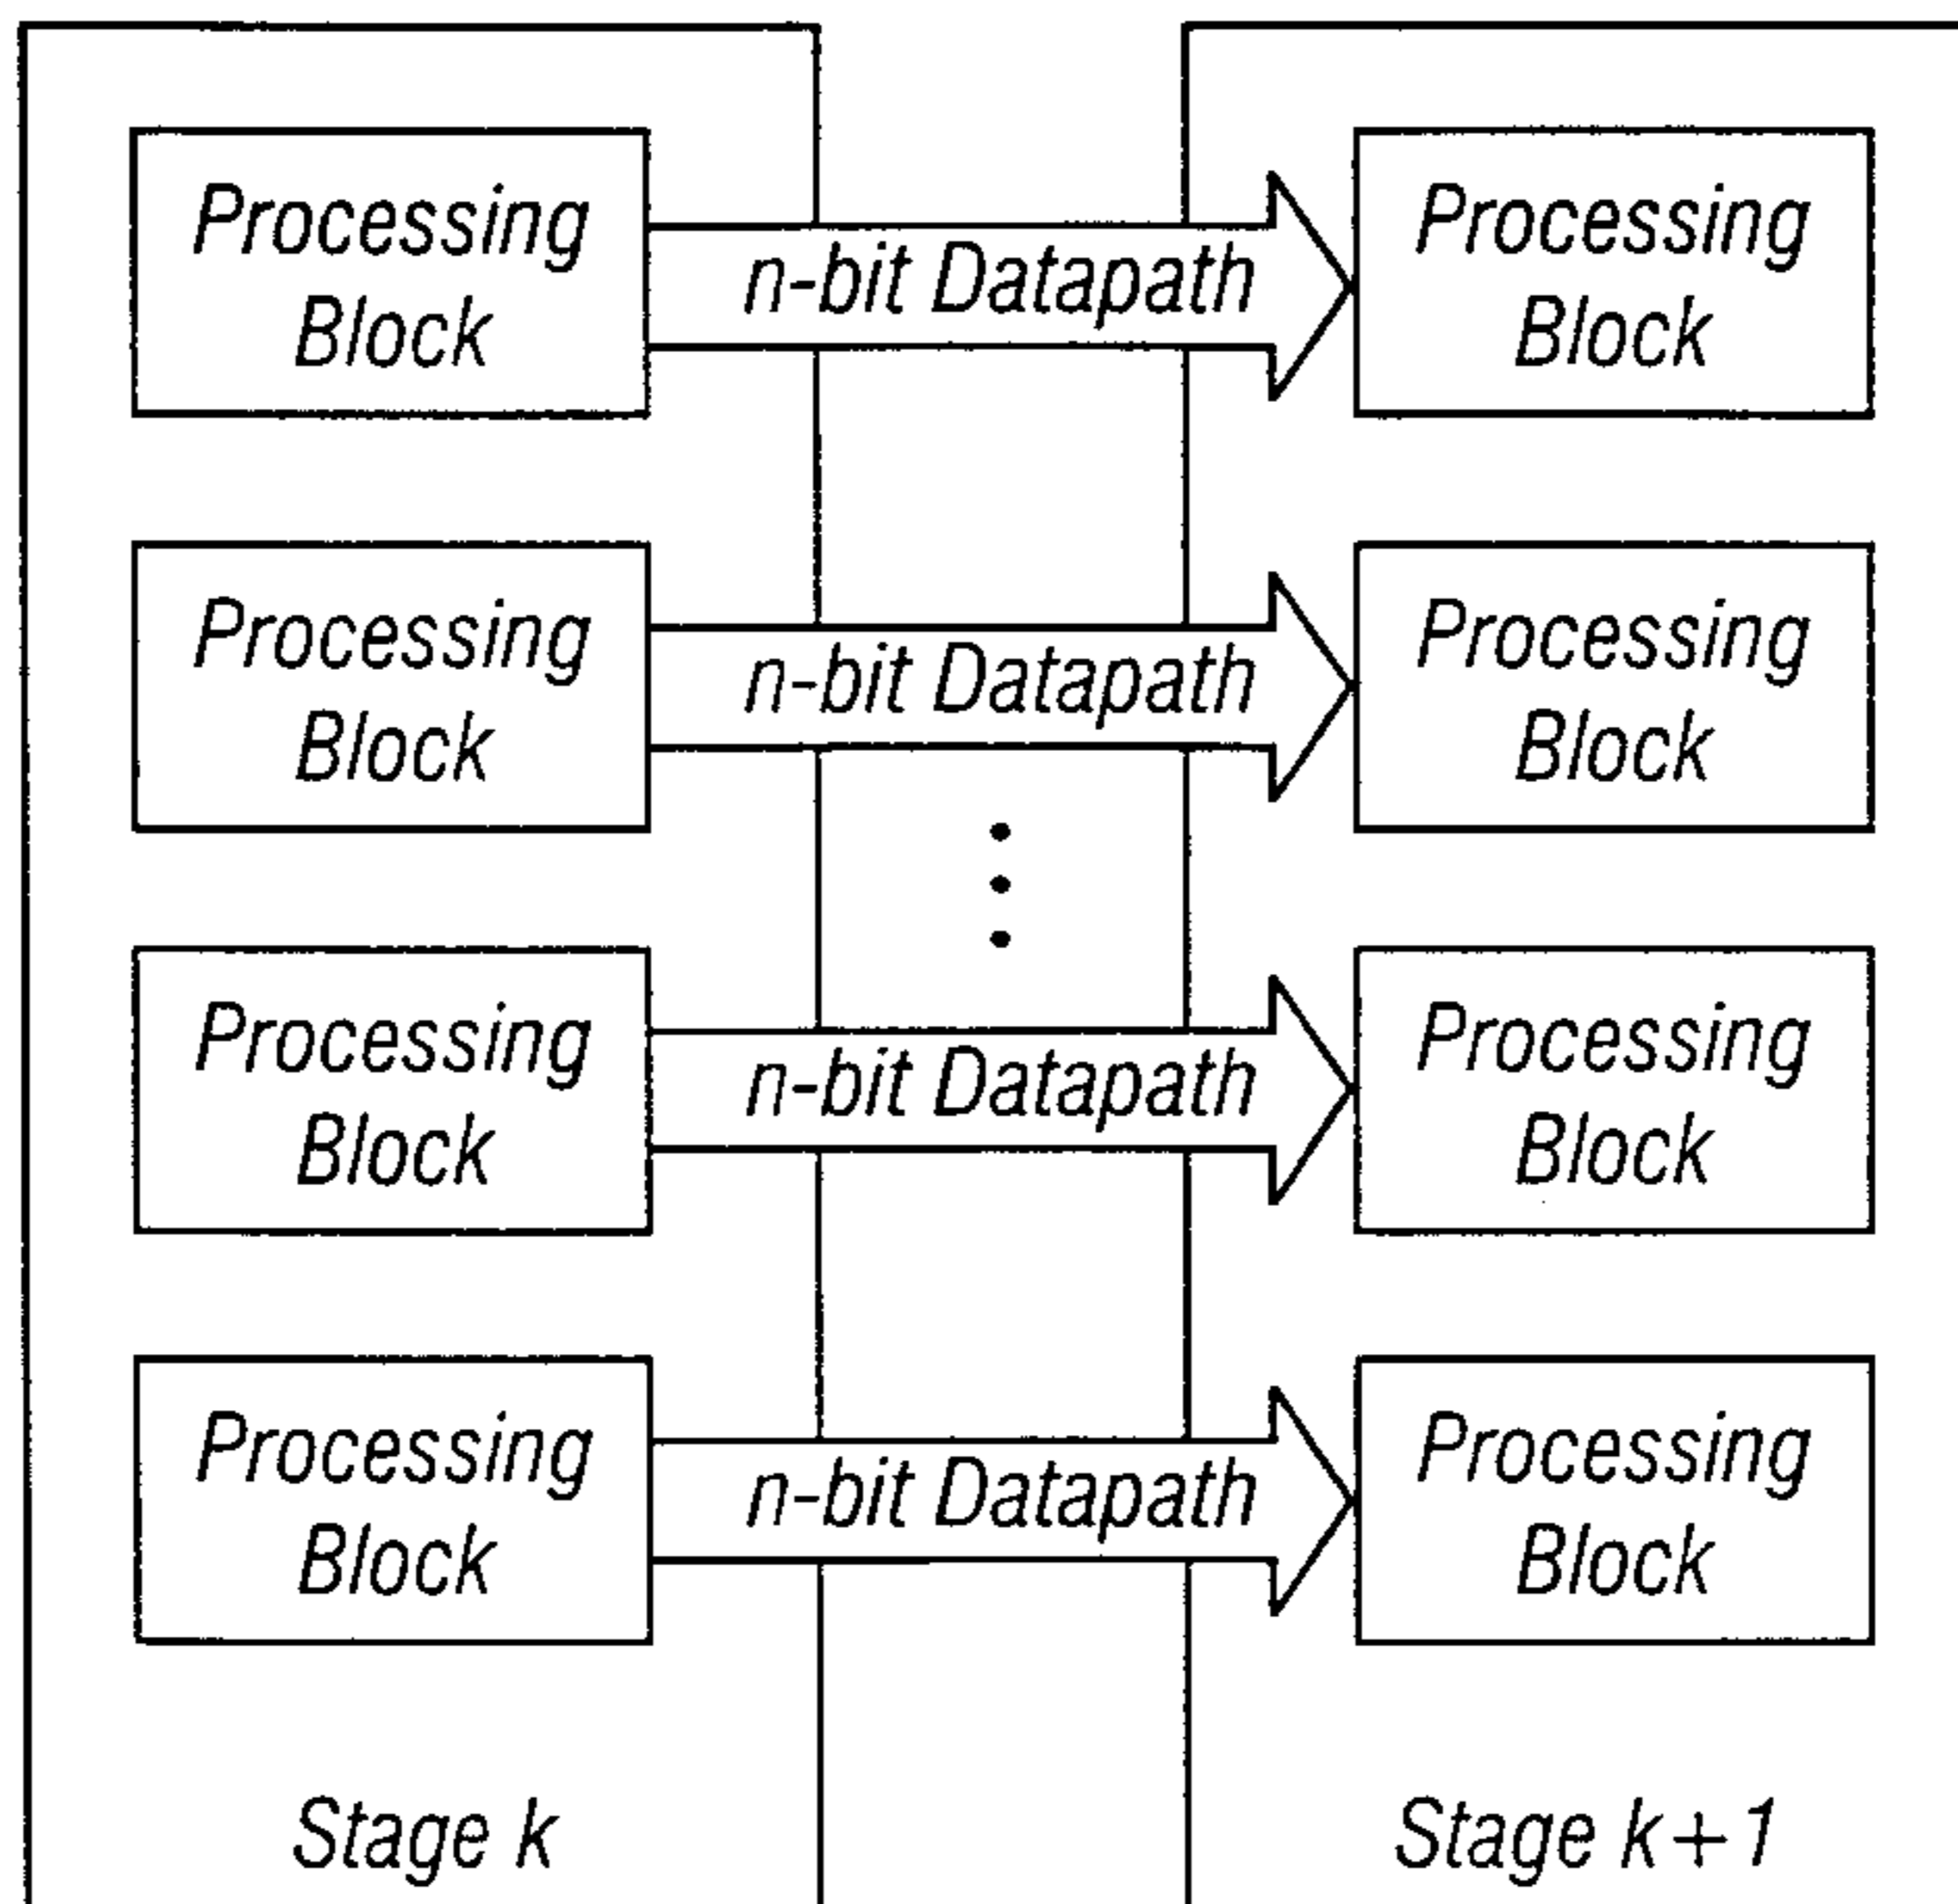 Processing
Block
n-bit Datapath
Processing
Block
Processing
Block
n-bit Datapath
Processing
Block
Processing
Block
n-bit Datapath
Processing
Block
Processing
Block
n-bit Datapath
Processing
Block
Stage k
Stage k+1